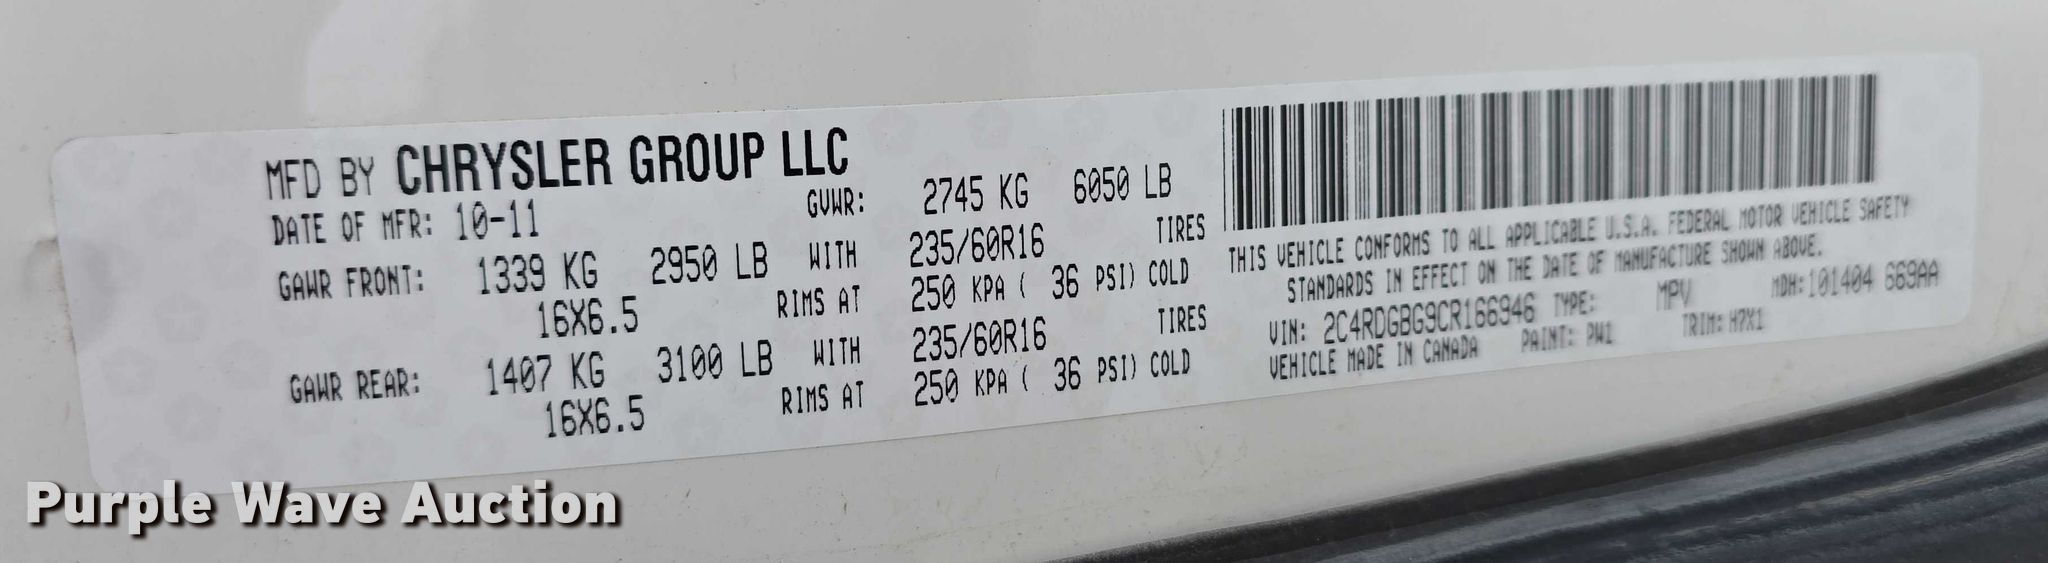 MFD BY CHRYSLER GROUP LLC
DATE OF MFR: 10-11 GVWR: 2745 KG 6050 LB
GAWR FRONT: 1339 KG 2950 LB WITH 235/60R16 TIRES
16X6.5 RIMS AT 250 KPA ( 36 PSI) COLD
GAWR REAR: 1407 KG 3100 LB WITH 235/60R16 TIRES
16X6.5 RIMS AT 250 KPA ( 36 PSI) COLD
THIS VEHICLE CONFORMS TO ALL APPLICABLE U.S.A. FEDERAL MOTOR VEHICLE SAFETY
STANDARDS IN EFFECT ON THE DATE OF MANUFACTURE SHOWN ABOVE.
VIN: 2C4RDGBG9CR166946 TYPE: MPV MDH:101404 669AA
VEHICLE MADE IN CANADA PAINT: PW1 TRIM: H7X1
Purple Wave Auction